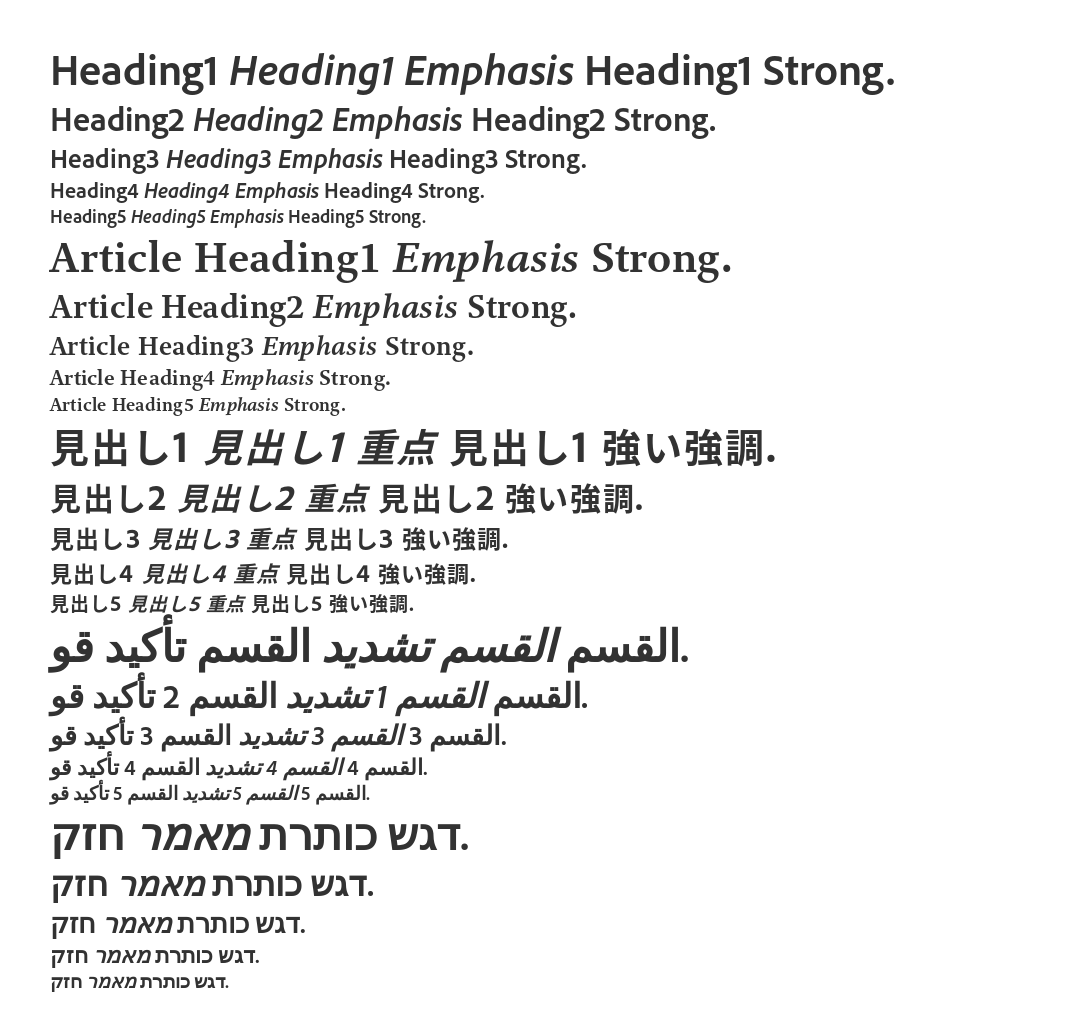 Heading1 Heading1 Emphasis Heading1 Strong.
Heading2 Heading2 Emphasis Heading2 Strong.
Heading3 Heading3 Emphasis Heading3 Strong.
Heading4 Heading4 Emphasis Heading4 Strong.
Heading5 Heading5 Emphasis Heading5 Strong.
Article Heading1 Emphasis Strong.
Article Heading2 Emphasis Strong.
Article Heading3 Emphasis Strong.
Article Heading4 Emphasis Strong.
Article Heading5 Emphasis Strong.
見出し1 見出し1 重点 見出し1 強い強調.
見出し2 見出し2 重点 見出し2 強い強調.
見出し3 見出し3 重点 見出し3 強い強調.
見出し4 見出し4 重点 見出し4 強い強調.
見出し5 見出し5 重点 見出し5 強い強調.
القسم القسم تشديد القسم تأكيد قو.
القسم القسم 1 تشديد القسم 2 تأكيد قو.
القسم 3 القسم 3 تشديد القسم 3 تأكيد قو.
القسم 4 القسم 4 تشديد القسم 4 تأكيد قو.
القسم 5 القسم 5 تشديد القسم 5 تأكيد قو.
דגש כותרת מאמר חזק.
דגש כותרת מאמר חזק.
דגש כותרת מאמר חזק.
דגש כותרת מאמר חזק.
דגש כותרת מאמר חזק.